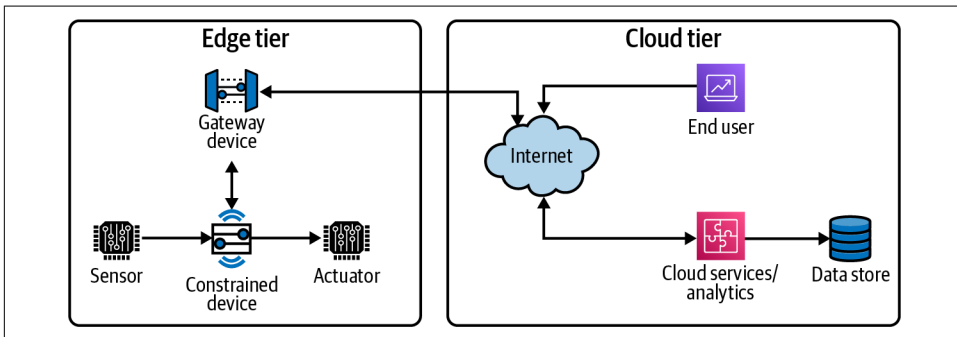 Edge tier
Cloud tier
Gateway
device
End user
Internet
Sensor
Constrained
device
Actuator
Cloud services/
analytics
Data store